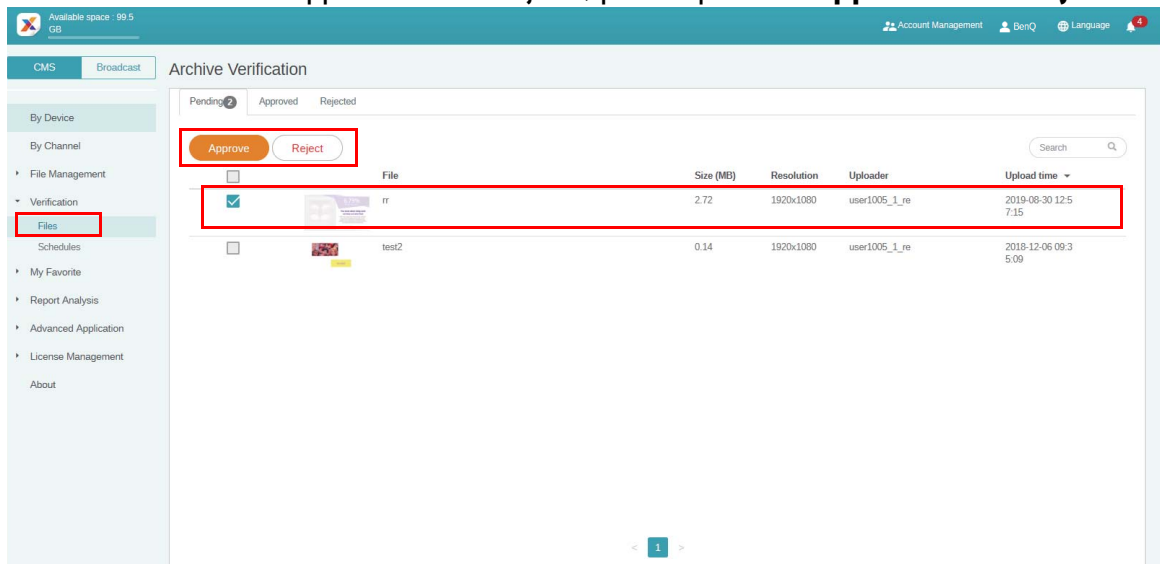 Available space : 99.5
GB
Account Management
BenQ
Language
4
CMS
Broadcast
Archive Verification
Pending 2
Approved
Rejected
By Device
By Channel
File Management
Verification
Files
Schedules
My Favorite
Report Analysis
Advanced Application
License Management
About
Approve
Reject
Search
File
Size (MB)
Resolution
Uploader
Upload time
rr
2.72
1920x1080
user1005_1_re
2019-08-30 12:5
7:15
test2
0.14
1920x1080
user1005_1_re
2018-12-06 09:3
5:09
< 1 >